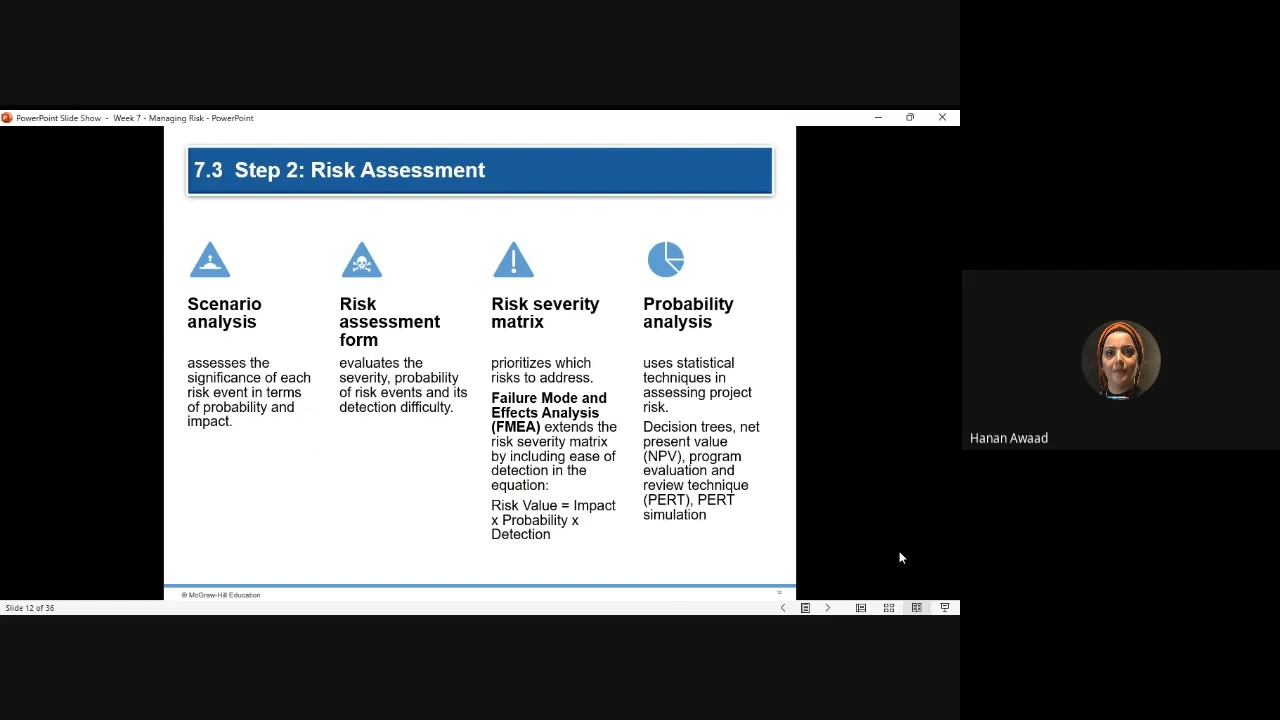 PowerPoint Slide Show - Week 7 - Managing Risk - PowerPoint
7.3 Step 2: Risk Assessment
Scenario
analysis
assesses the
significance of each
risk event in terms
of probability and
impact.
Risk
assessment
form
evaluates the
severity, probability
of risk events and its
detection difficulty.
Risk severity
matrix
prioritizes which
risks to address.
Failure Mode and
Effects Analysis
(FMEA) extends the
risk severity matrix
by including ease of
detection in the
equation:
Risk Value = Impact
x Probability x
Detection
Probability
analysis
uses statistical
techniques in
assessing project
risk.
Decision trees, net
present value
(NPV), program
evaluation and
review technique
(PERT), PERT
simulation
© McGraw-Hill Education
12
Slide 12 of 36
Hanan Awaad